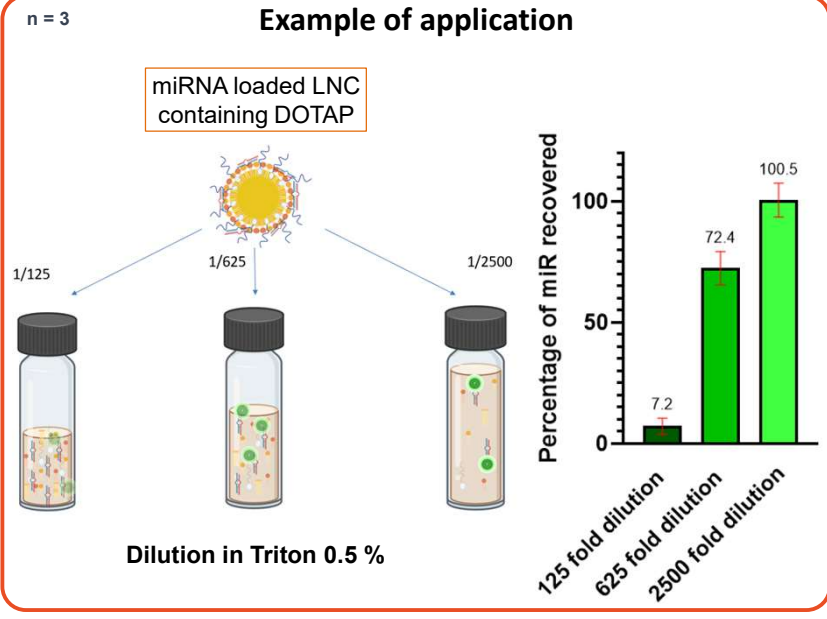 n = 3
Example of application
miRNA loaded LNC
containing DOTAP
1/125
1/625
1/2500
Dilution in Triton 0.5 %
Percentage of miR recovered
100
50
0
7.2
72.4
100.5
125 fold dilution
625 fold dilution
2500 fold dilution